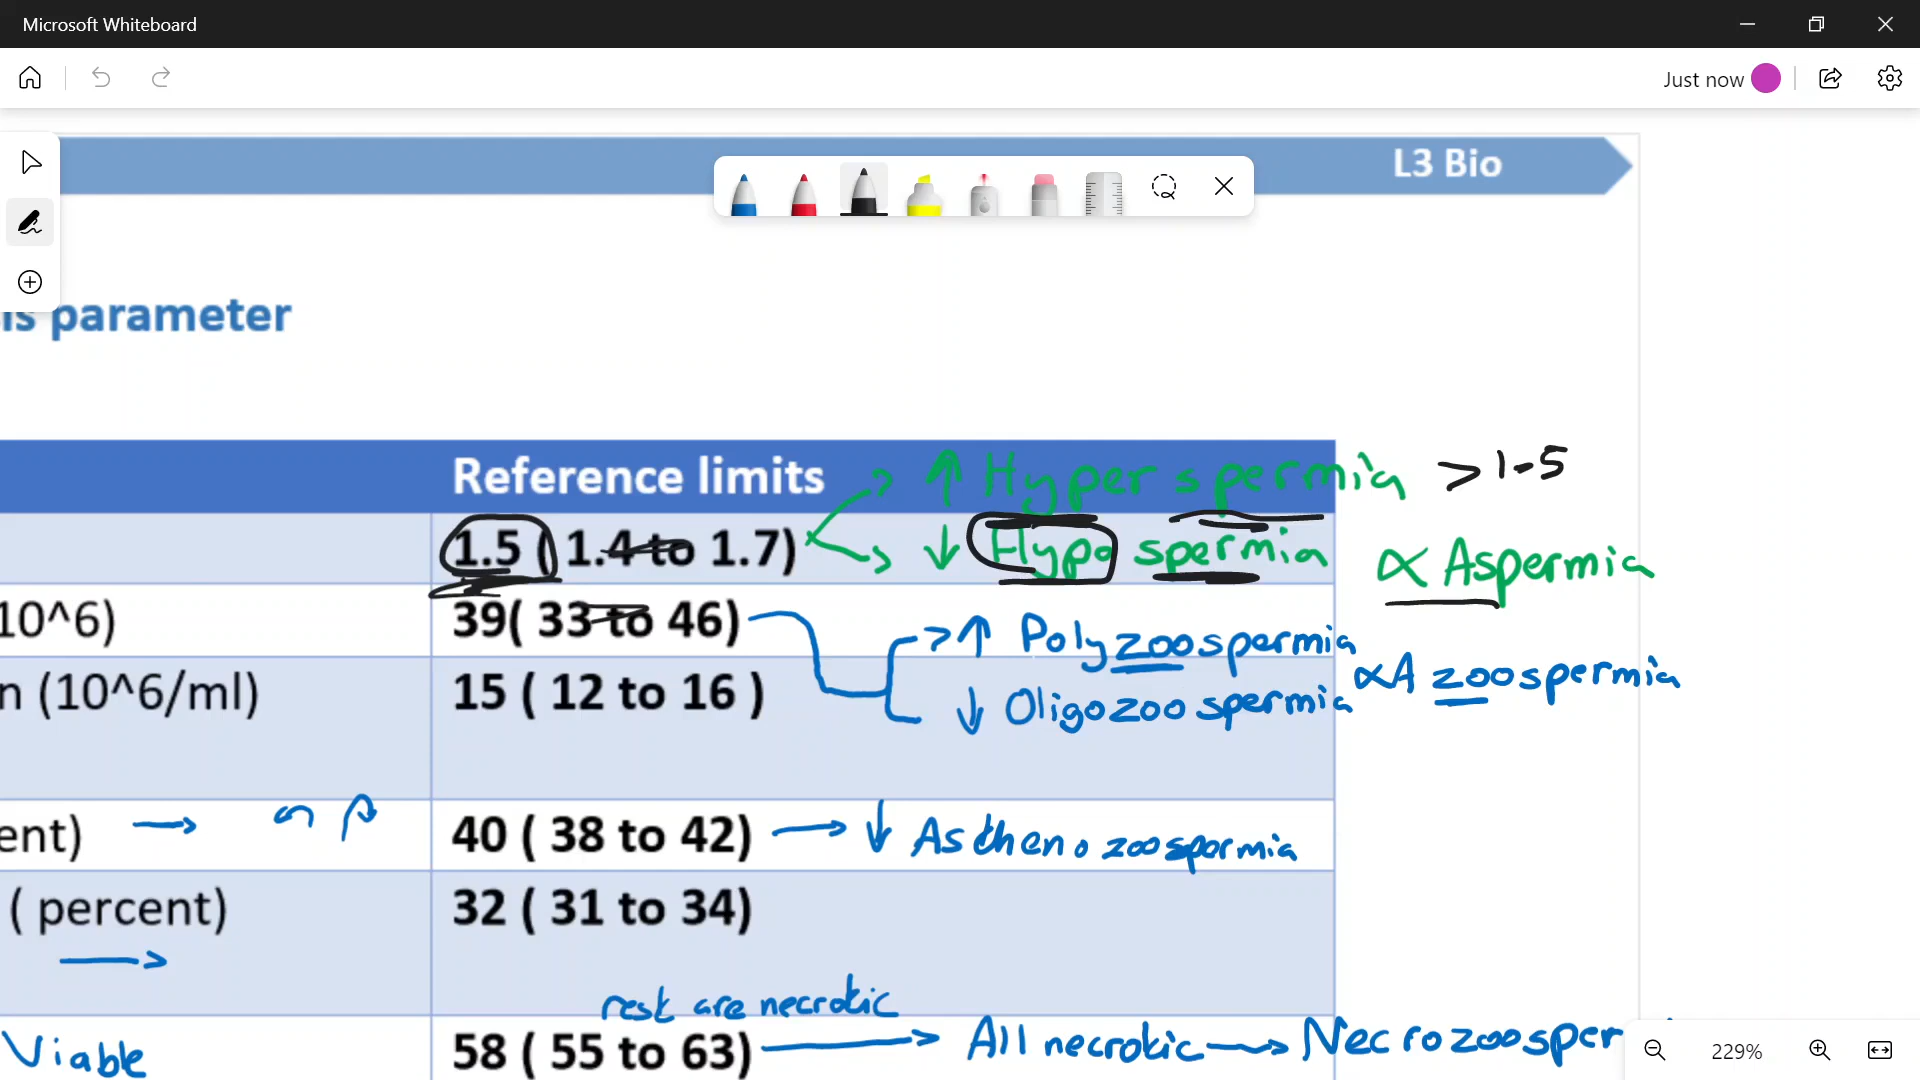 Microsoft Whiteboard
Just now
L3 Bio
is parameter
Reference limits
↑ Hyper spermia > 1-5
1.5 ( 1.4 to 1.7)
↓ Hypo spermia
∝ Aspermia
10^6)
39( 33 to 46)
> ↑ Polyzoospermia
∝A zoospermia
n (10^6/ml)
15 ( 12 to 16 )
↓ Oligozoospermia
ent) →
40 ( 38 to 42) → ↓ Asthenozoospermia
( percent)
32 ( 31 to 34)
→
rest are necrotic
Viable
58 ( 55 to 63) → All necrotic → Necrozoosper
229%